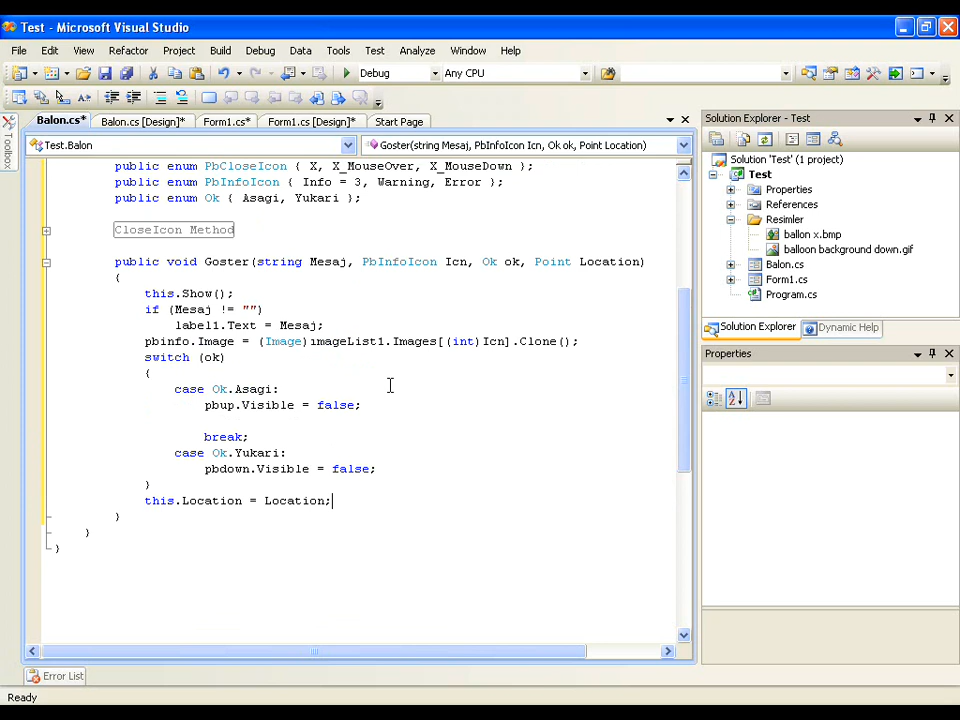 Test - Microsoft Visual Studio
File Edit View Refactor Project Build Debug Data Tools Test Analyze Window Help
Debug Any CPU
Balon.cs* Balon.cs [Design]* Form1.cs* Form1.cs [Design]* Start Page
Toolbox
Test.Balon Goster(string Mesaj, PbInfoIcon Icn, Ok ok, Point Location)
public enum PbCloseIcon { X, X_MouseOver, X_MouseDown };
public enum PbInfoIcon { Info = 3, Warning, Error };
public enum Ok { Asagi, Yukari };
CloseIcon Method
public void Goster(string Mesaj, PbInfoIcon Icn, Ok ok, Point Location)
{
this.Show();
if (Mesaj != "")
label1.Text = Mesaj;
pbinfo.Image = (Image)imageList1.Images[(int)Icn].Clone();
switch (ok)
{
case Ok.Asagi:
pbup.Visible = false;
break;
case Ok.Yukari:
pbdown.Visible = false;
}
this.Location = Location;
}
}
}
Solution Explorer - Test
Solution 'Test' (1 project)
Test
Properties
References
Resimler
ballon x.bmp
balloon background down.gif
Balon.cs
Form1.cs
Program.cs
Solution Explorer Dynamic Help
Properties
Error List
Ready